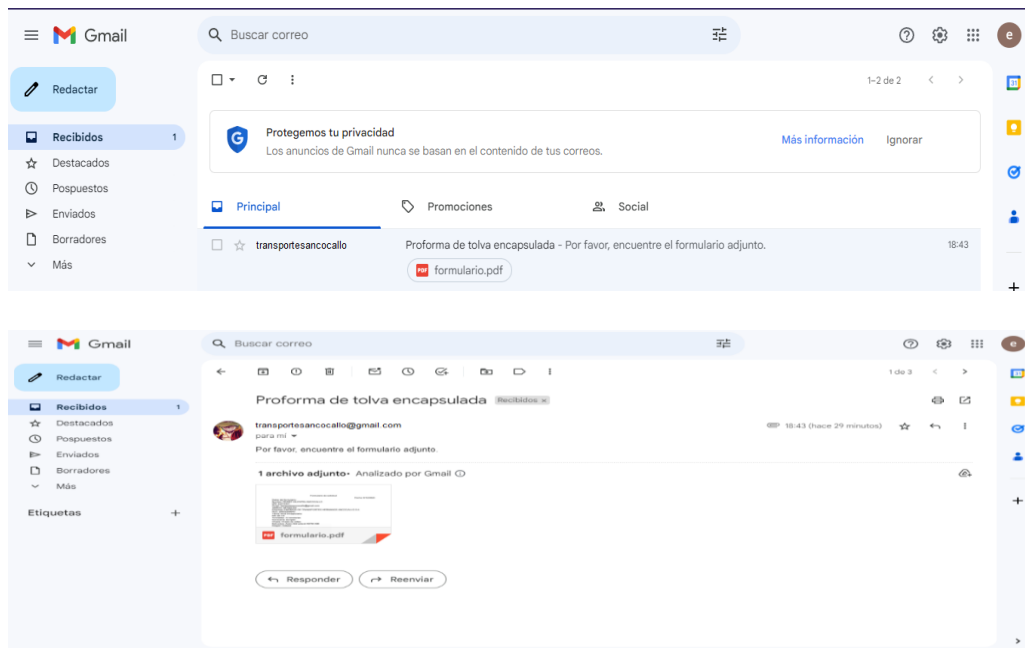 Gmail
Buscar correo
e
Redactar
1–2 de 2
31
Recibidos 1
Protegemos tu privacidad
Los anuncios de Gmail nunca se basan en el contenido de tus correos.
Más información Ignorar
Destacados
Pospuestos
Enviados
Borradores
Más
Principal Promociones Social
transportesancocallo Proforma de tolva encapsulada - Por favor, encuentre el formulario adjunto. 18:43
PDF formulario.pdf
Gmail
Buscar correo
e
Redactar
1 de 3
Recibidos 1
Destacados
Pospuestos
Enviados
Borradores
Más
Etiquetas
Proforma de tolva encapsulada Recibidos x
transportesancocallo@gmail.com 18:43 (hace 29 minutos)
para mí
Por favor, encuentre el formulario adjunto.
1 archivo adjunto• Analizado por Gmail
PDF formulario.pdf
Responder Reenviar